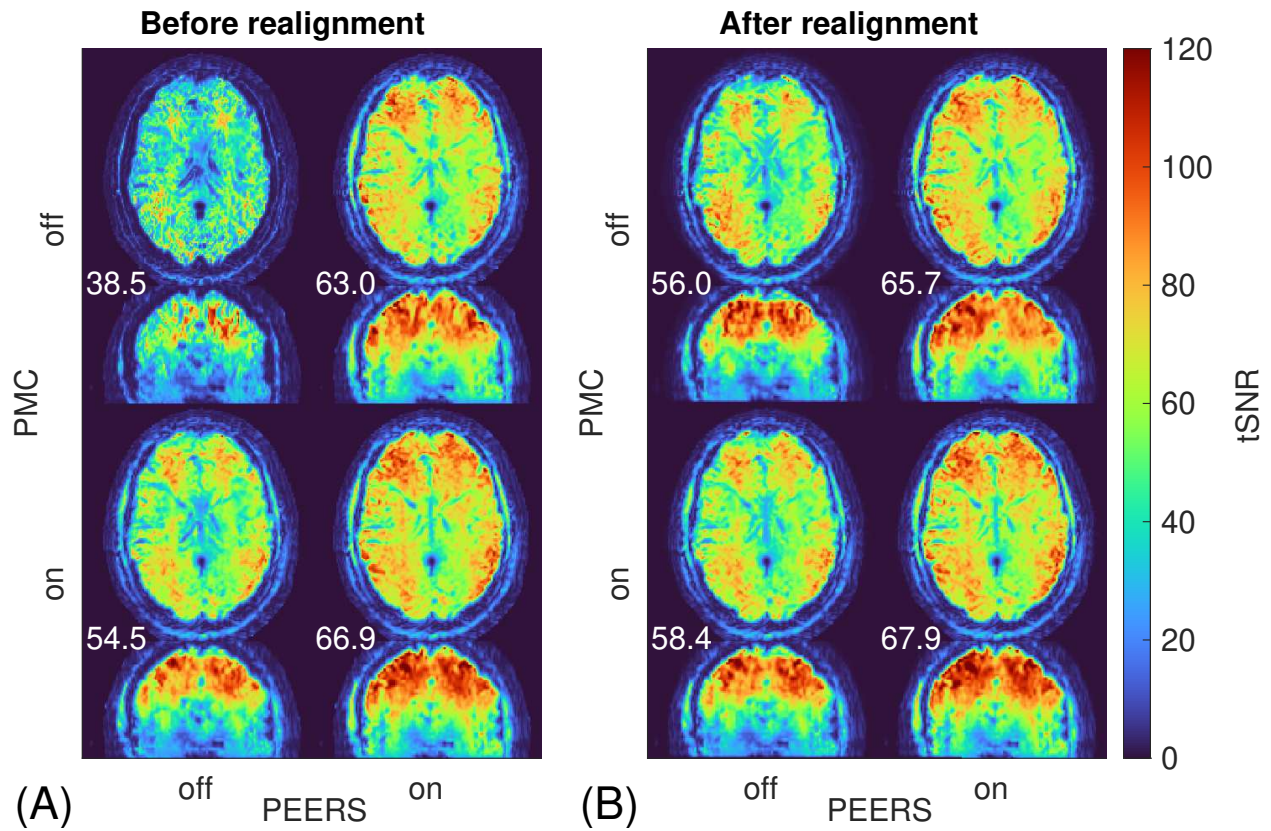 Before realignment
After realignment
120
100
80
60
40
20
0
tSNR
off
PMC
on
38.5
63.0
54.5
66.9
off
PMC
on
56.0
65.7
58.4
67.9
(A)
off
on
PEERS
(B)
off
on
PEERS